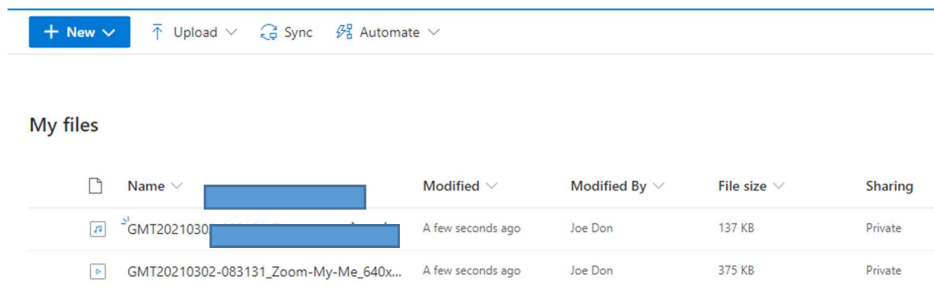 New Upload Sync Automate
My files
Name Modified Modified By File size Sharing
GMT2021030 A few seconds ago Joe Don 137 KB Private
GMT20210302-083131_Zoom-My-Me_640x... A few seconds ago Joe Don 375 KB Private